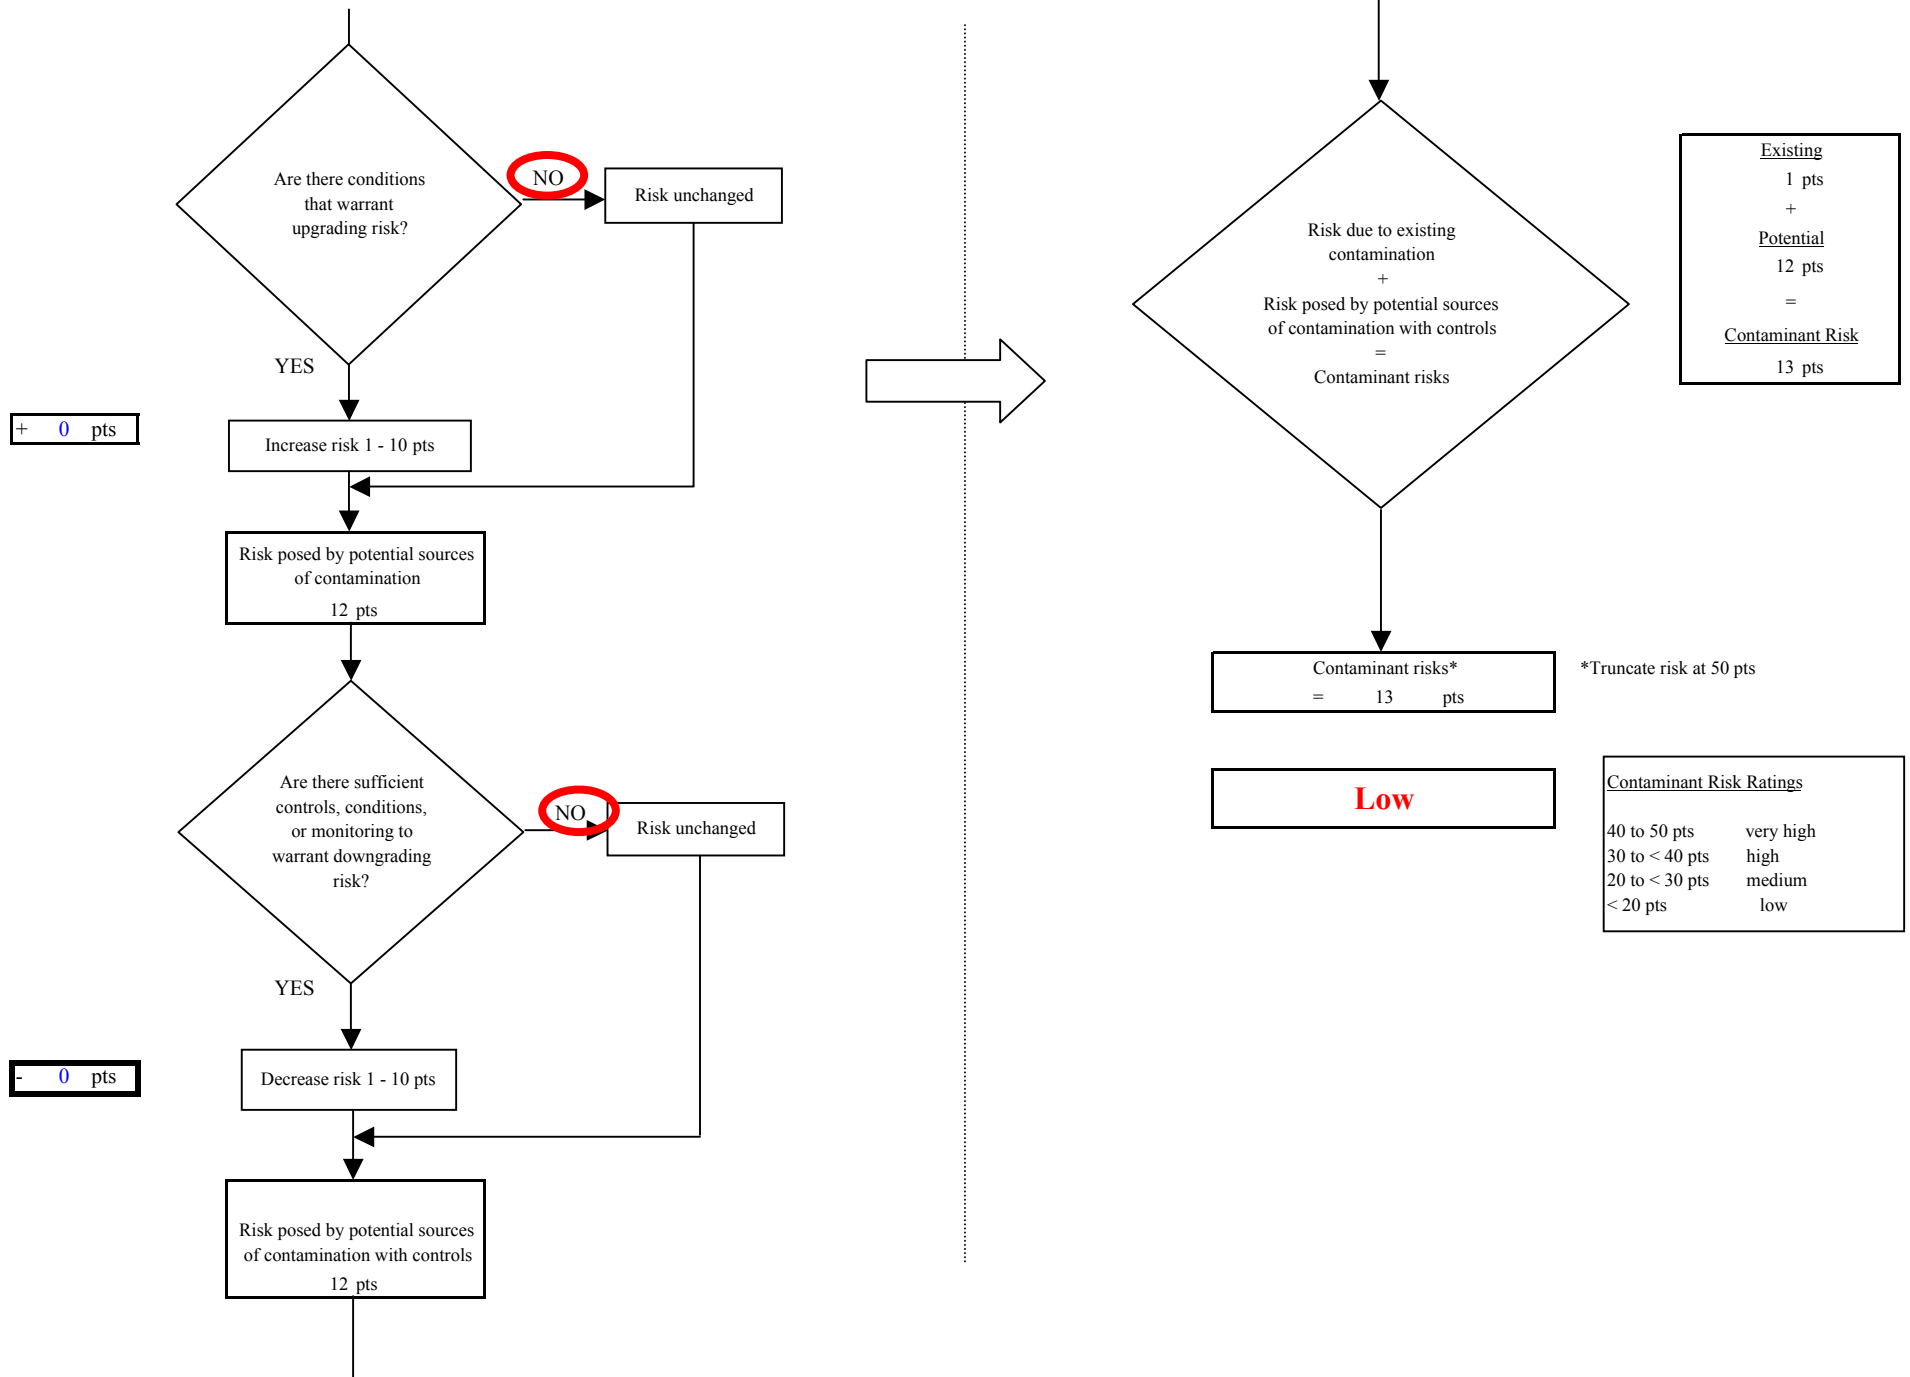 Are there conditions
that warrant
upgrading risk?
NO
Risk unchanged
YES
+ 0 pts
Increase risk 1 - 10 pts
Risk posed by potential sources
of contamination
12 pts
Are there sufficient
controls, conditions,
or monitoring to
warrant downgrading
risk?
NO
Risk unchanged
YES
- 0 pts
Decrease risk 1 - 10 pts
Risk posed by potential sources
of contamination with controls
12 pts
Risk due to existing
contamination
+
Risk posed by potential sources
of contamination with controls
=
Contaminant risks
Existing
1 pts
+
Potential
12 pts
=
Contaminant Risk
13 pts
Contaminant risks*
= 13 pts
*Truncate risk at 50 pts
Low
Contaminant Risk Ratings
40 to 50 pts very high
30 to < 40 pts high
20 to < 30 pts medium
< 20 pts low